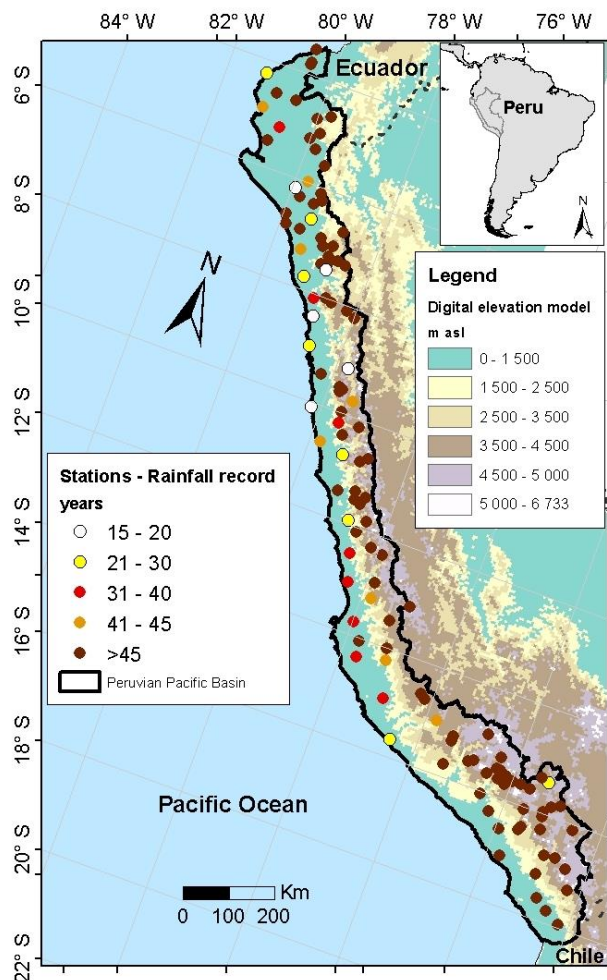 84° W
82° W
80° W
78° W
76° W
6° S
8° S
10° S
12° S
14° S
16° S
18° S
20° S
22° S
Ecuador
Peru
N
N
Legend
Digital elevation model
m asl
0 - 1 500
1 500 - 2 500
2 500 - 3 500
3 500 - 4 500
4 500 - 5 000
5 000 - 6 733
Stations - Rainfall record
years
15 - 20
21 - 30
31 - 40
41 - 45
>45
Peruvian Pacific Basin
Pacific Ocean
Km
0 100 200
Chile